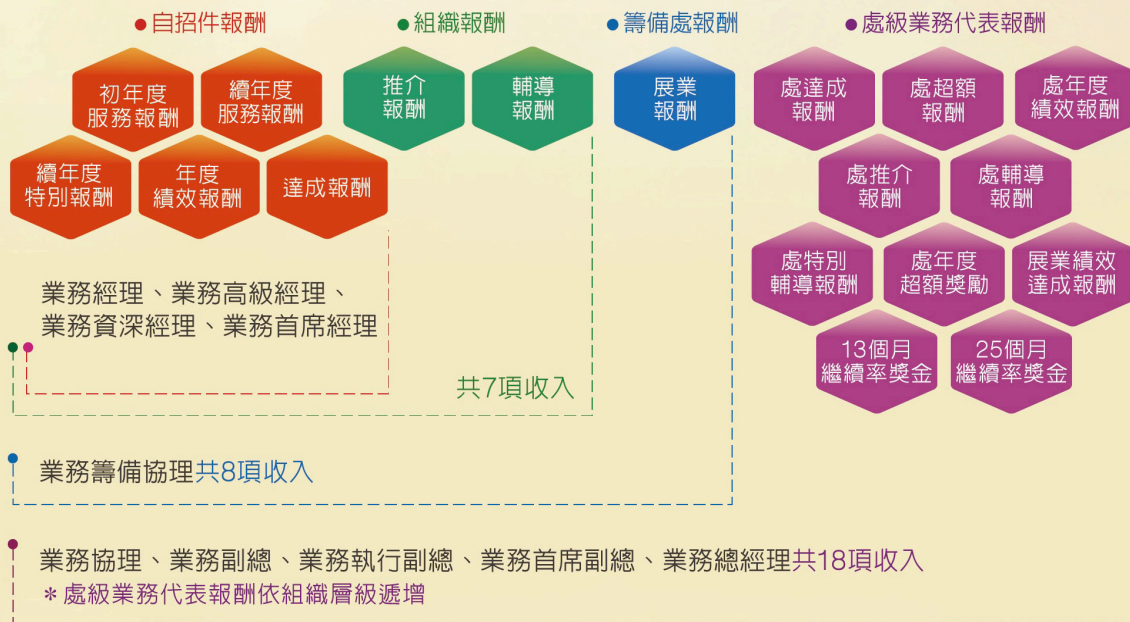 ●自招件報酬
初年度
服務報酬
續年度
服務報酬
續年度
特別報酬
年度
績效報酬
達成報酬
●組織報酬
推介
報酬
輔導
報酬
●籌備處報酬
展業
報酬
●處級業務代表報酬
處達成
報酬
處超額
報酬
處年度
績效報酬
處推介
報酬
處輔導
報酬
處特別
輔導報酬
處年度
超額獎勵
展業績效
達成報酬
13個月
繼續率獎金
25個月
繼續率獎金
業務經理、業務高級經理、
業務資深經理、業務首席經理
共7項收入
業務籌備協理共8項收入
業務協理、業務副總、業務執行副總、業務首席副總、業務總經理共18項收入
＊處級業務代表報酬依組織層級遞增